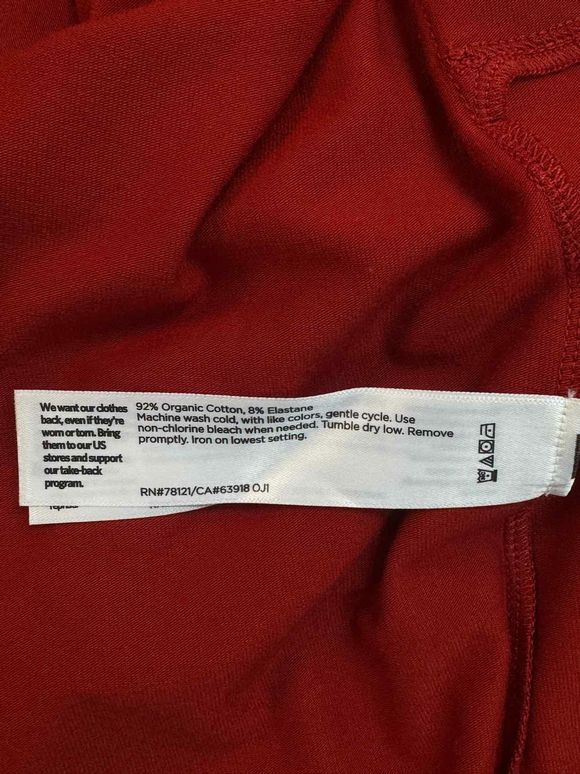 We want our clothes
back, even if they're
worn or torn. Bring
them to our US
stores and support
our take-back
program.
92% Organic Cotton, 8% Elastane
Machine wash cold, with like colors, gentle cycle. Use
non-chlorine bleach when needed. Tumble dry low. Remove
promptly. Iron on lowest setting.
RN#78121/CA#63918 OJ1